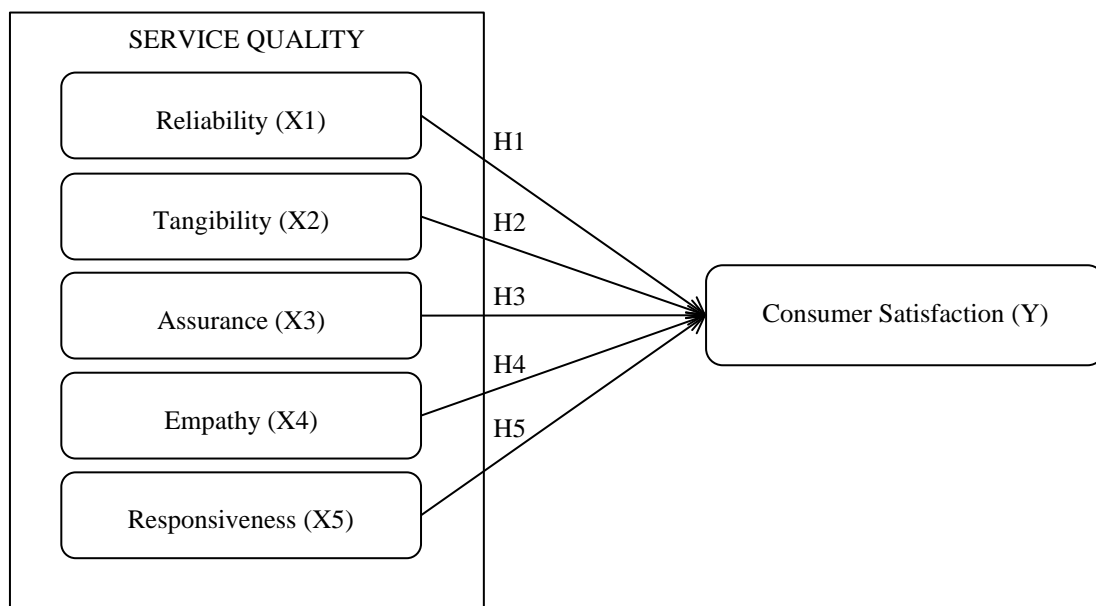 SERVICE QUALITY
Reliability (X1)
H1
Tangibility (X2)
H2
Assurance (X3)
H3
Consumer Satisfaction (Y)
Empathy (X4)
H4
Responsiveness (X5)
H5